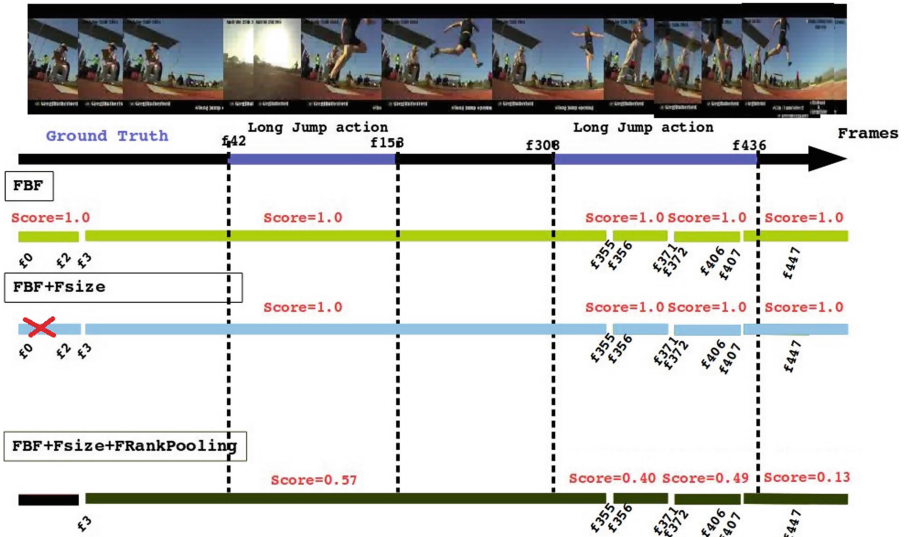 Ground Truth
Long Jump action
Long Jump action
Frames
f42
f153
f308
f436
FBF
Score=1.0
Score=1.0
Score=1.0
Score=1.0
Score=1.0
f0
f2
f3
f355
f356
f371
f372
f406
f407
f447
FBF+Fsize
Score=1.0
Score=1.0
Score=1.0
Score=1.0
f0
f2
f3
f355
f356
f371
f372
f406
f407
f447
FBF+Fsize+FRankPooling
Score=0.57
Score=0.40
Score=0.49
Score=0.13
f3
f355
f356
f371
f372
f406
f407
f447